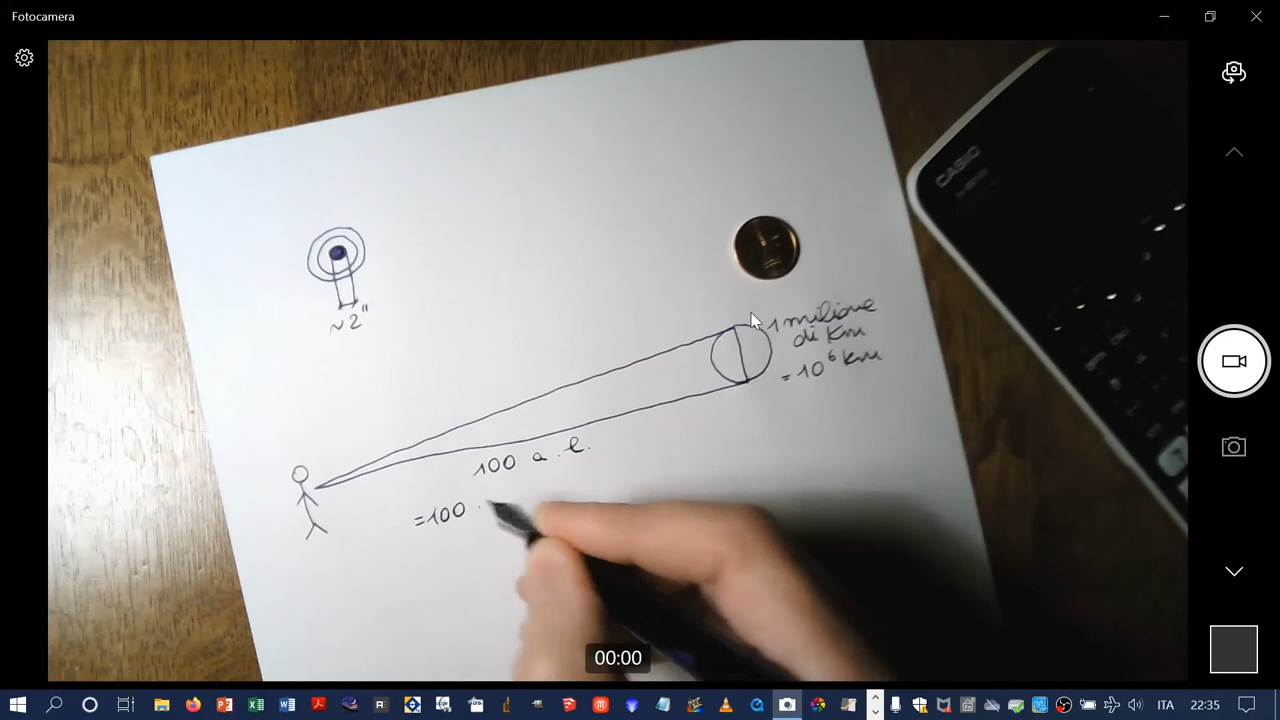 Fotocamera
CASIO
~2"
1 milione
di km
= 10⁶ km
100 a.l.
=100 ·
00:00
ITA
22:35